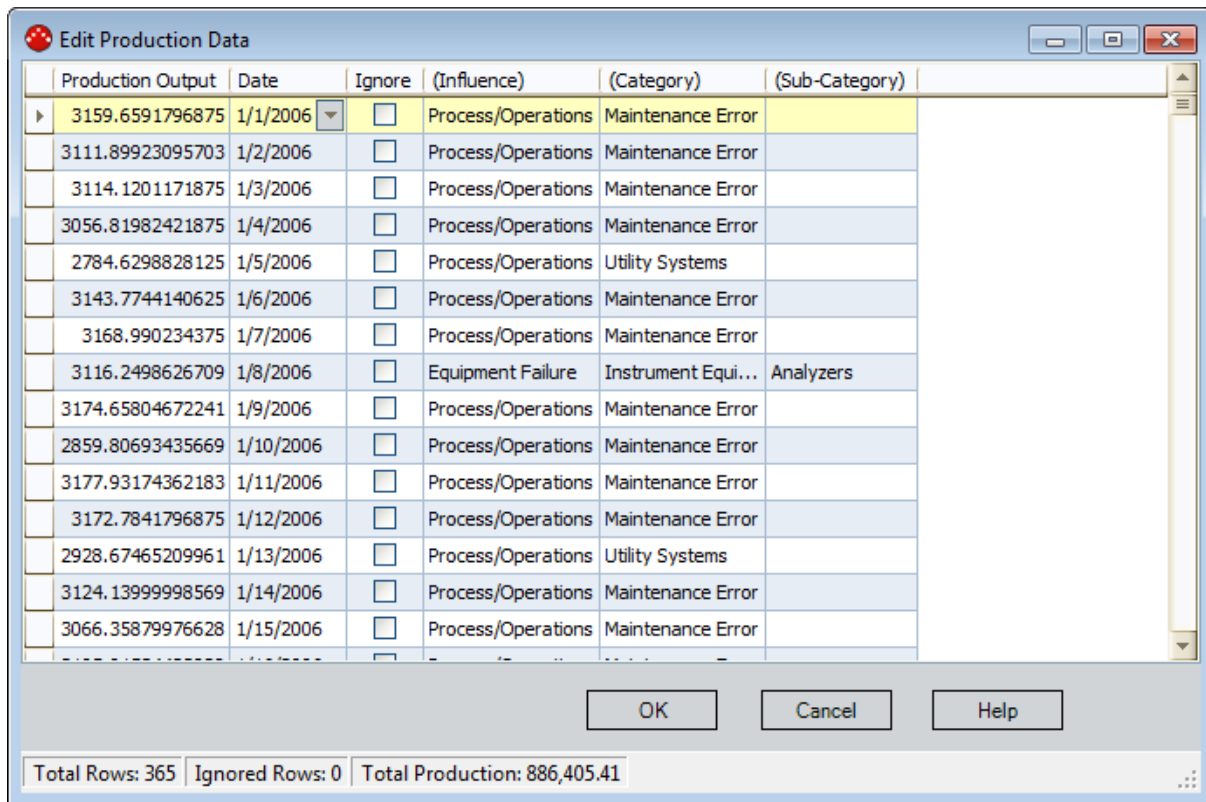 Edit Production Data
Production Output Date Ignore (Influence) (Category) (Sub-Category)
3159.6591796875 1/1/2006 Process/Operations Maintenance Error
3111.89923095703 1/2/2006 Process/Operations Maintenance Error
3114.1201171875 1/3/2006 Process/Operations Maintenance Error
3056.81982421875 1/4/2006 Process/Operations Maintenance Error
2784.6298828125 1/5/2006 Process/Operations Utility Systems
3143.7744140625 1/6/2006 Process/Operations Maintenance Error
3168.990234375 1/7/2006 Process/Operations Maintenance Error
3116.2498626709 1/8/2006 Equipment Failure Instrument Equi... Analyzers
3174.65804672241 1/9/2006 Process/Operations Maintenance Error
2859.80693435669 1/10/2006 Process/Operations Maintenance Error
3177.93174362183 1/11/2006 Process/Operations Maintenance Error
3172.7841796875 1/12/2006 Process/Operations Maintenance Error
2928.67465209961 1/13/2006 Process/Operations Utility Systems
3124.13999998569 1/14/2006 Process/Operations Maintenance Error
3066.35879976628 1/15/2006 Process/Operations Maintenance Error
OK Cancel Help
Total Rows: 365 Ignored Rows: 0 Total Production: 886,405.41